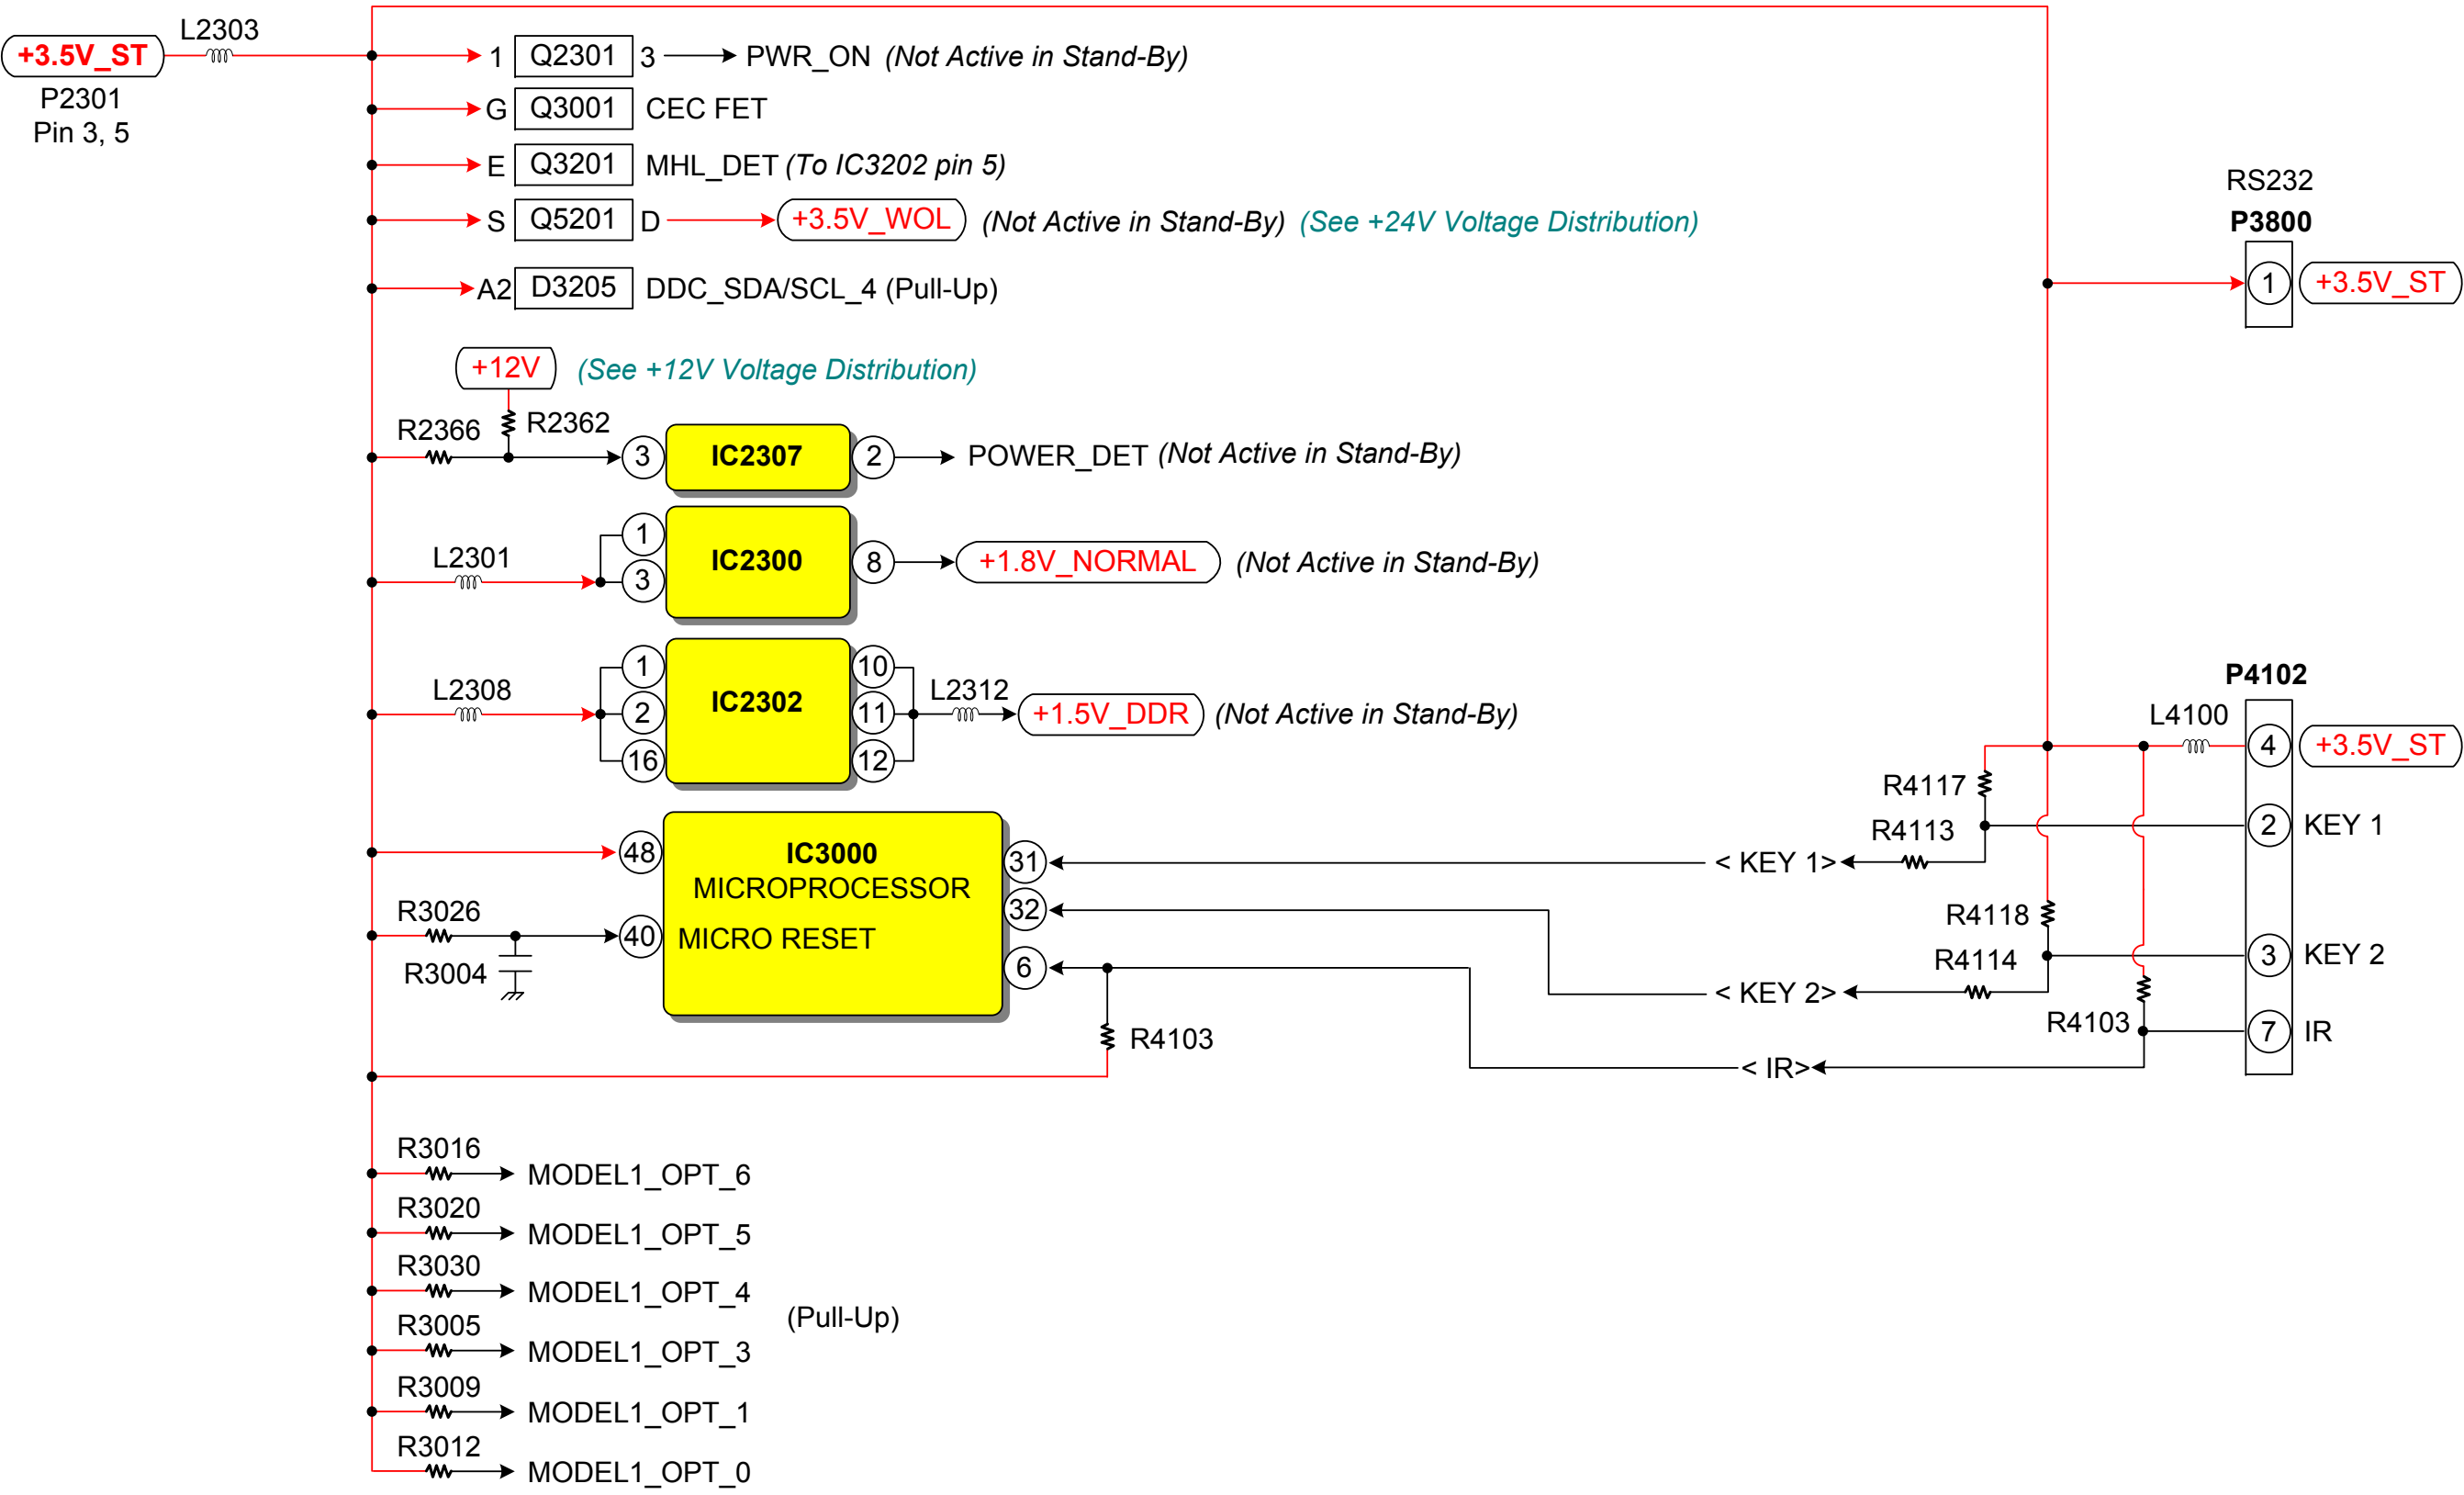 +3.5V_ST
L2303
P2301
Pin 3, 5
1 Q2301 3 PWR_ON (Not Active in Stand-By)
G Q3001 CEC FET
E Q3201 MHL_DET (To IC3202 pin 5)
S Q5201 D +3.5V_WOL (Not Active in Stand-By) (See +24V Voltage Distribution)
A2 D3205 DDC_SDA/SCL_4 (Pull-Up)
RS232
P3800
1 +3.5V_ST
+12V (See +12V Voltage Distribution)
R2366 R2362
3 IC2307 2 POWER_DET (Not Active in Stand-By)
L2301
1
3
IC2300
8 +1.8V_NORMAL (Not Active in Stand-By)
L2308
1
2
16
IC2302
10
11
12
L2312
+1.5V_DDR (Not Active in Stand-By)
P4102
L4100
4 +3.5V_ST
R4117
R4113
2 KEY 1
R4118
R4114
3 KEY 2
R4103
7 IR
48
IC3000
MICROPROCESSOR
31
< KEY 1>
32
R3026
40 MICRO RESET
R3004
6
< KEY 2>
R4103
< IR>
R3016
MODEL1_OPT_6
R3020
MODEL1_OPT_5
R3030
MODEL1_OPT_4
(Pull-Up)
R3005
MODEL1_OPT_3
R3009
MODEL1_OPT_1
R3012
MODEL1_OPT_0